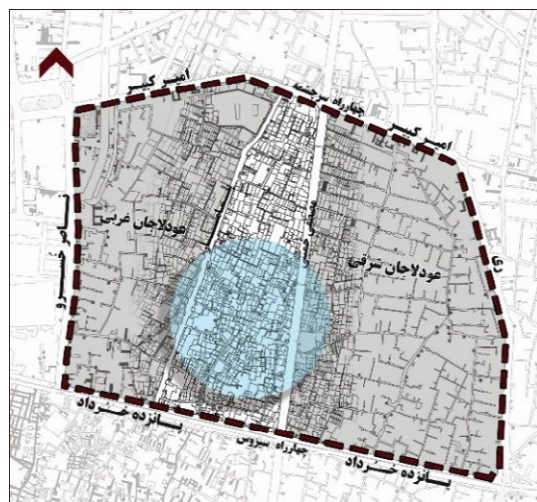 امیر کبیر
چهارراه سرچشمه
امیر کبیر
ناصر خسرو
عودلاجان غربی
عودلاجان شرقی
ری
پانزده خرداد
چهارراه سیروس
پانزده خرداد